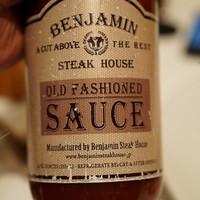 BENJAMIN
A CUT ABOVE THE REST
STEAK HOUSE
OLD FASHIONED
SAUCE
Manufactured by Benjamin Steak House
www.benjaminsteakhouse.jp